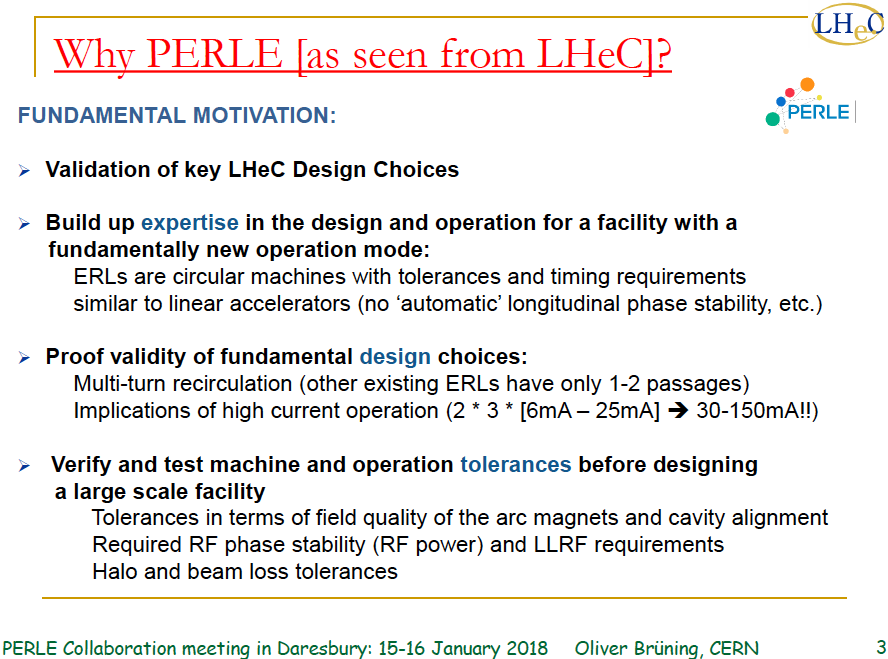 LHeC
Why PERLE [as seen from LHeC]?
PERLE
FUNDAMENTAL MOTIVATION:
➢ Validation of key LHeC Design Choices
➢ Build up expertise in the design and operation for a facility with a
fundamentally new operation mode:
ERLs are circular machines with tolerances and timing requirements
similar to linear accelerators (no ‘automatic’ longitudinal phase stability, etc.)
➢ Proof validity of fundamental design choices:
Multi-turn recirculation (other existing ERLs have only 1-2 passages)
Implications of high current operation (2 * 3 * [6mA – 25mA] ➔ 30-150mA!!)
➢ Verify and test machine and operation tolerances before designing
a large scale facility
Tolerances in terms of field quality of the arc magnets and cavity alignment
Required RF phase stability (RF power) and LLRF requirements
Halo and beam loss tolerances
PERLE Collaboration meeting in Daresbury: 15-16 January 2018 Oliver Brüning, CERN 3